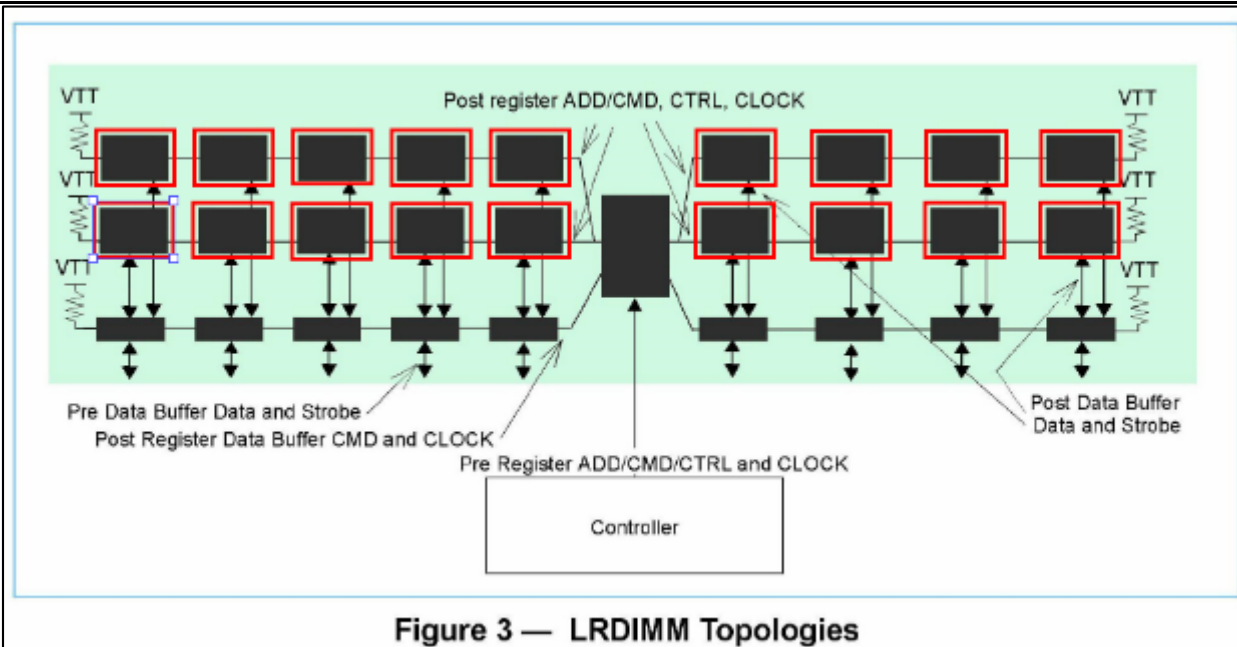 VTT
Post register ADD/CMD, CTRL, CLOCK
VTT
VTT
VTT
VTT
VTT
Pre Data Buffer Data and Strobe
Post Register Data Buffer CMD and CLOCK
Post Data Buffer
Data and Strobe
Pre Register ADD/CMD/CTRL and CLOCK
Controller
Figure 3 — LRDIMM Topologies